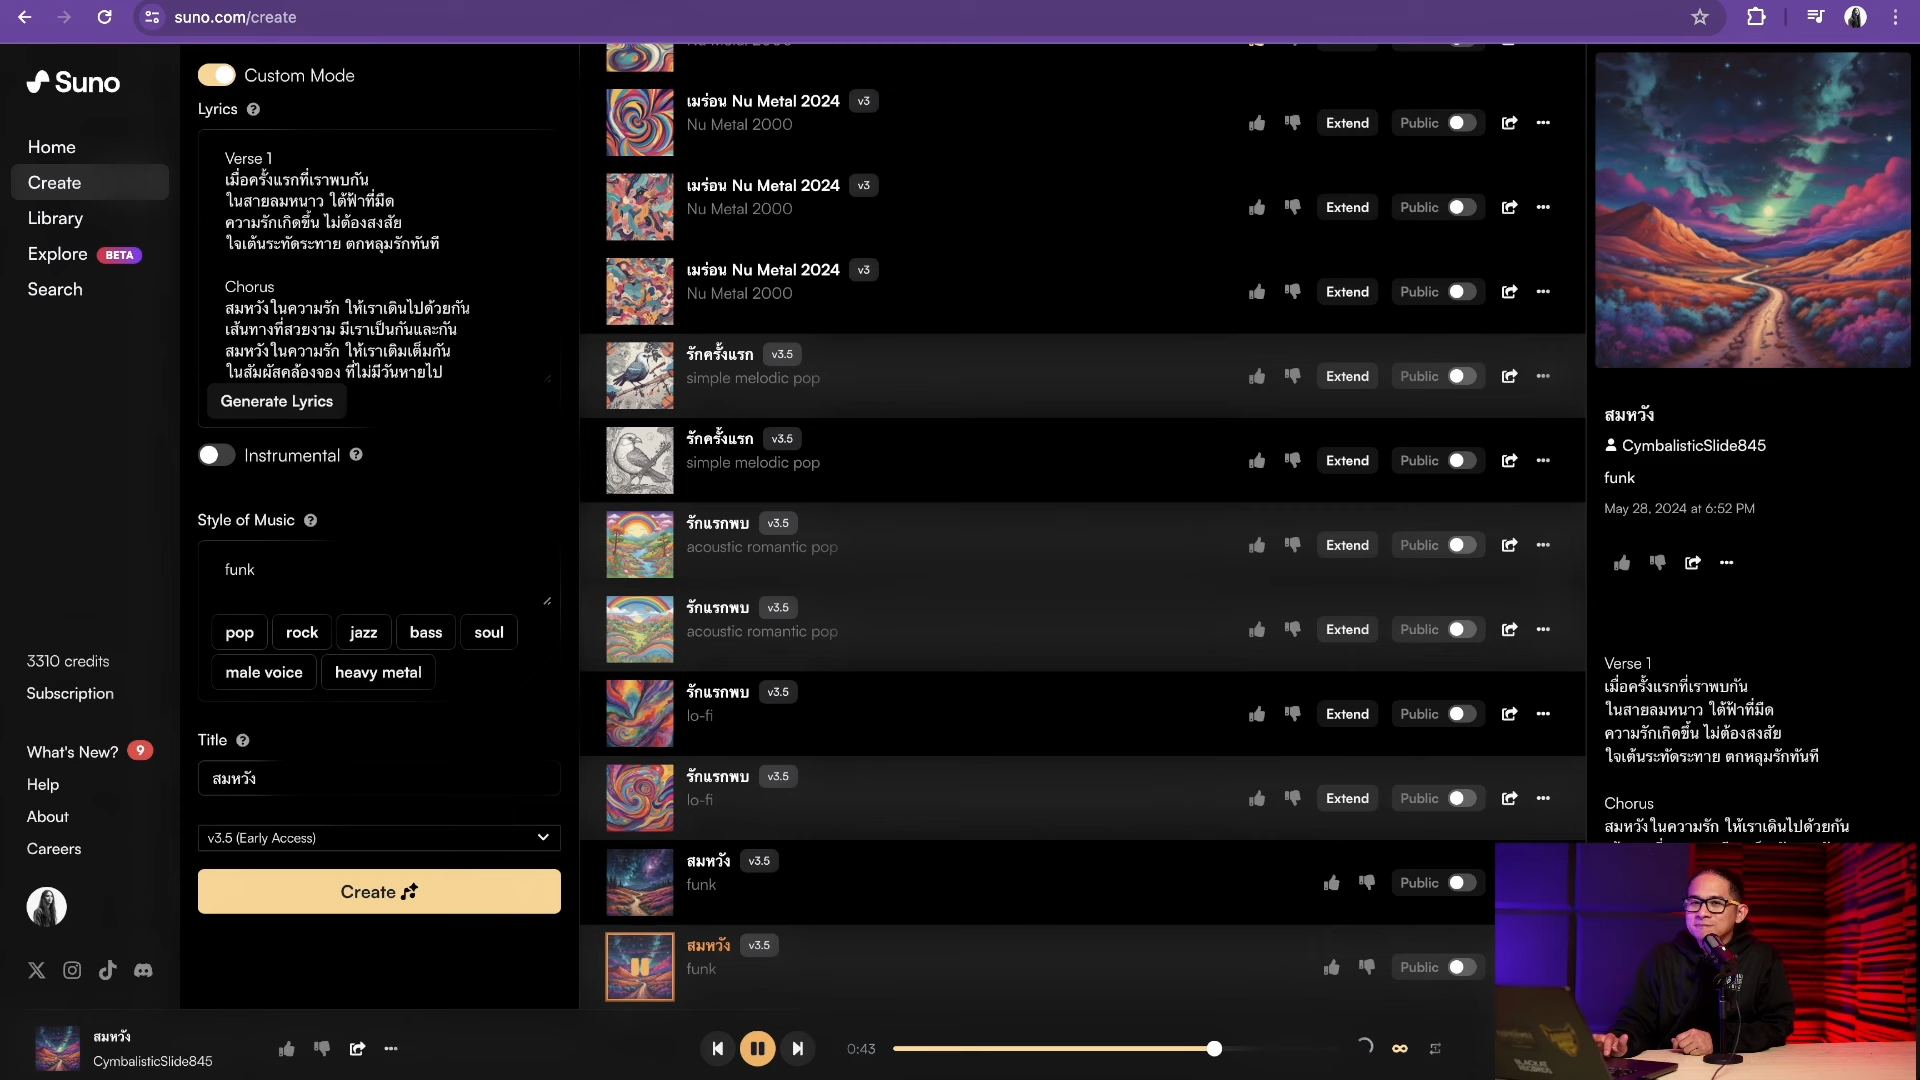 suno.com/create
Suno
Home
Create
Library
Explore BETA
Search
3310 credits
Subscription
What's New? 9
Help
About
Careers
Custom Mode
Lyrics
Verse 1
เมื่อครั้งแรกที่เราพบกัน
ในสายลมหนาว ใต้ฟ้าที่มืด
ความรักเกิดขึ้น ไม่ต้องสงสัย
ใจเต้นระทัดระทาย ตกหลุมรักทันที
Chorus
สมหวังในความรัก ให้เราเดินไปด้วยกัน
เส้นทางที่สวยงาม มีเราเป็นกันและกัน
สมหวังในความรัก ให้เราเติมเต็มกัน
ในสัมผัสคล้องจอง ที่ไม่มีวันหายไป
Generate Lyrics
Instrumental
Style of Music
funk
pop rock jazz bass soul
male voice heavy metal
Title
สมหวัง
v3.5 (Early Access)
Create
Nu Metal 2000
เมร่อน Nu Metal 2024 v3
Nu Metal 2000
Extend Public
เมร่อน Nu Metal 2024 v3
Nu Metal 2000
Extend Public
เมร่อน Nu Metal 2024 v3
Nu Metal 2000
Extend Public
รักครั้งแรก v3.5
simple melodic pop
Extend Public
รักครั้งแรก v3.5
simple melodic pop
Extend Public
รักแรกพบ v3.5
acoustic romantic pop
Extend Public
รักแรกพบ v3.5
acoustic romantic pop
Extend Public
รักแรกพบ v3.5
lo-fi
Extend Public
รักแรกพบ v3.5
lo-fi
Extend Public
สมหวัง v3.5
funk
Public
สมหวัง v3.5
funk
Public
สมหวัง
CymbalisticSlide845
funk
May 28, 2024 at 6:52 PM
Verse 1
เมื่อครั้งแรกที่เราพบกัน
ในสายลมหนาว ใต้ฟ้าที่มืด
ความรักเกิดขึ้น ไม่ต้องสงสัย
ใจเต้นระทัดระทาย ตกหลุมรักทันที
Chorus
สมหวังในความรัก ให้เราเดินไปด้วยกัน
สมหวัง
CymbalisticSlide845
0:43